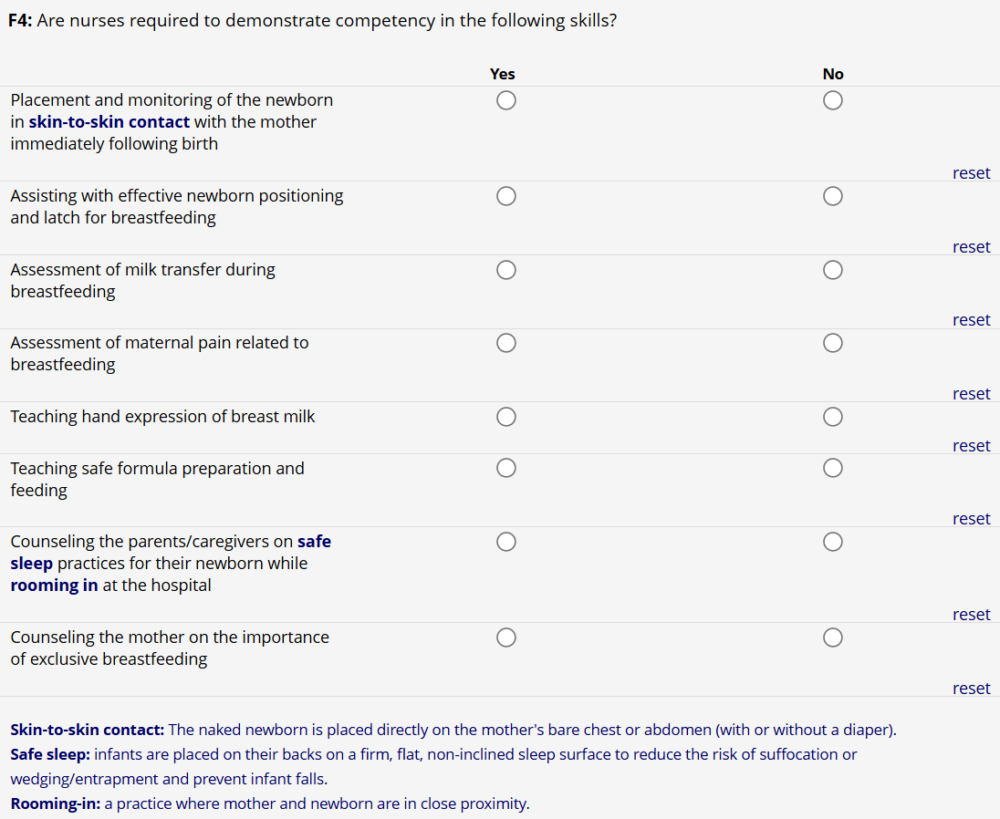 F4: Are nurses required to demonstrate competency in the following skills?
Yes No
Placement and monitoring of the newborn
in skin-to-skin contact with the mother
immediately following birth
reset
Assisting with effective newborn positioning
and latch for breastfeeding
reset
Assessment of milk transfer during
breastfeeding
reset
Assessment of maternal pain related to
breastfeeding
reset
Teaching hand expression of breast milk
reset
Teaching safe formula preparation and
feeding
reset
Counseling the parents/caregivers on safe
sleep practices for their newborn while
rooming in at the hospital
reset
Counseling the mother on the importance
of exclusive breastfeeding
reset
Skin-to-skin contact: The naked newborn is placed directly on the mother's bare chest or abdomen (with or without a diaper).
Safe sleep: infants are placed on their backs on a firm, flat, non-inclined sleep surface to reduce the risk of suffocation or
wedging/entrapment and prevent infant falls.
Rooming-in: a practice where mother and newborn are in close proximity.